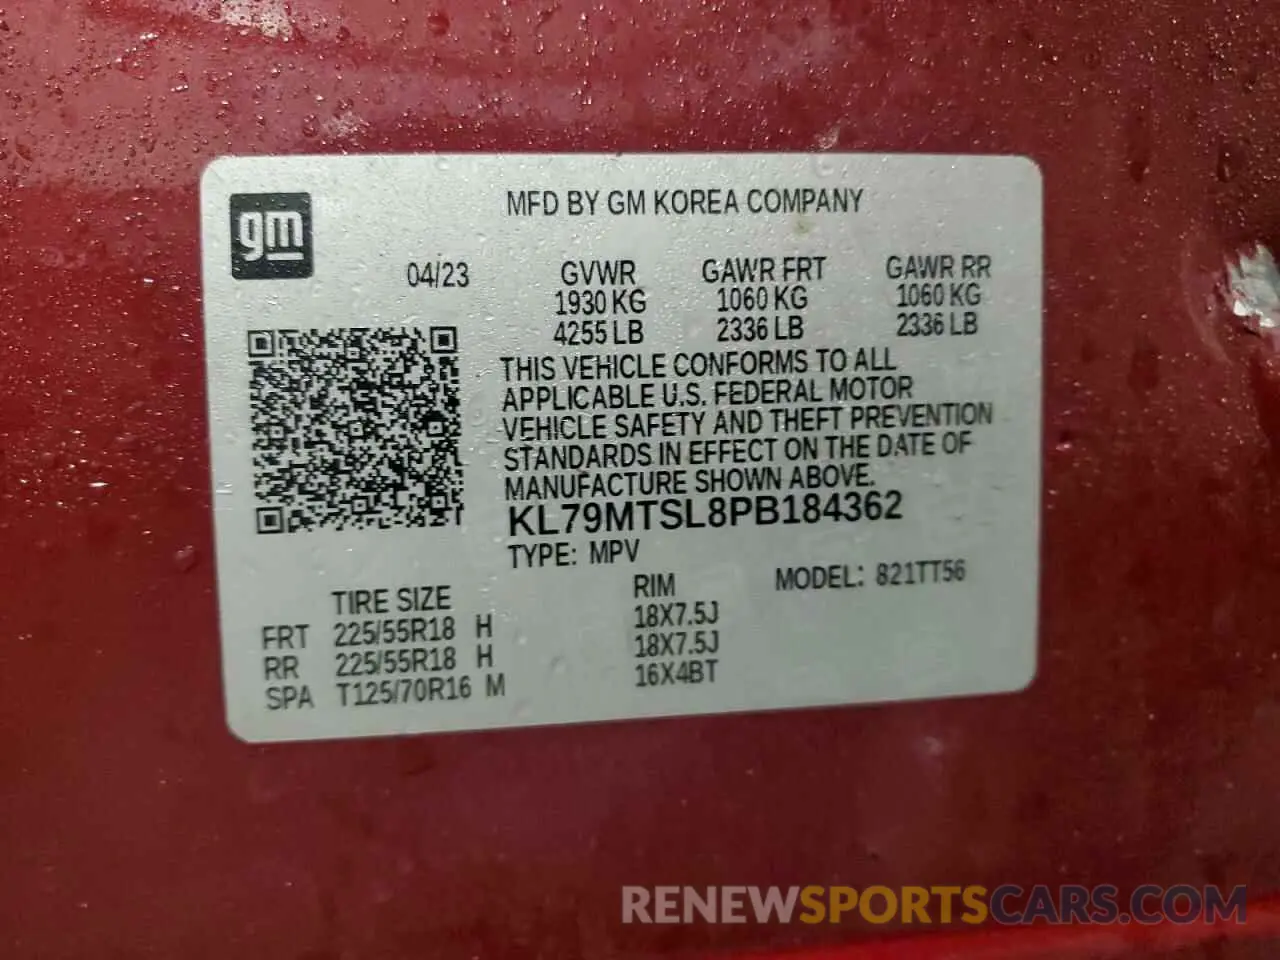 gm
MFD BY GM KOREA COMPANY
04/23 GVWR GAWR FRT GAWR RR
1930 KG 1060 KG 1060 KG
4255 LB 2336 LB 2336 LB
THIS VEHICLE CONFORMS TO ALL
APPLICABLE U.S. FEDERAL MOTOR
VEHICLE SAFETY AND THEFT PREVENTION
STANDARDS IN EFFECT ON THE DATE OF
MANUFACTURE SHOWN ABOVE.
KL79MTSL8PB184362
TYPE: MPV MODEL: 821TT56
TIRE SIZE RIM
FRT 225/55R18 H 18X7.5J
RR 225/55R18 H 18X7.5J
SPA T125/70R16 M 16X4BT
RENEWSPORTSCARS.COM